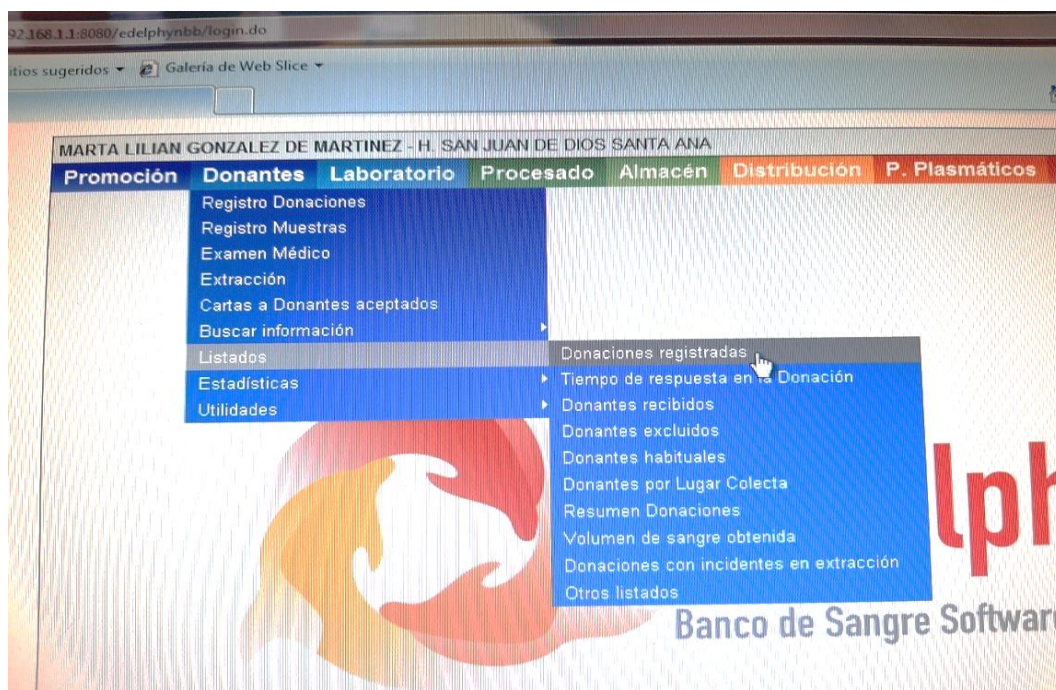 92.168.1.1:8080/edelphynbb/login.do
itios sugeridos Galería de Web Slice
MARTA LILIAN GONZALEZ DE MARTINEZ - H. SAN JUAN DE DIOS SANTA ANA
Promoción Donantes Laboratorio Procesado Almacén Distribución P. Plasmáticos
Registro Donaciones
Registro Muestras
Examen Médico
Extracción
Cartas a Donantes aceptados
Buscar información
Listados
Estadísticas
Utilidades
Donaciones registradas
Tiempo de respuesta en la Donación
Donantes recibidos
Donantes excluidos
Donantes habituales
Donantes por Lugar Colecta
Resumen Donaciones
Volumen de sangre obtenida
Donaciones con incidentes en extracción
Otros listados
lph
Banco de Sangre Softwar